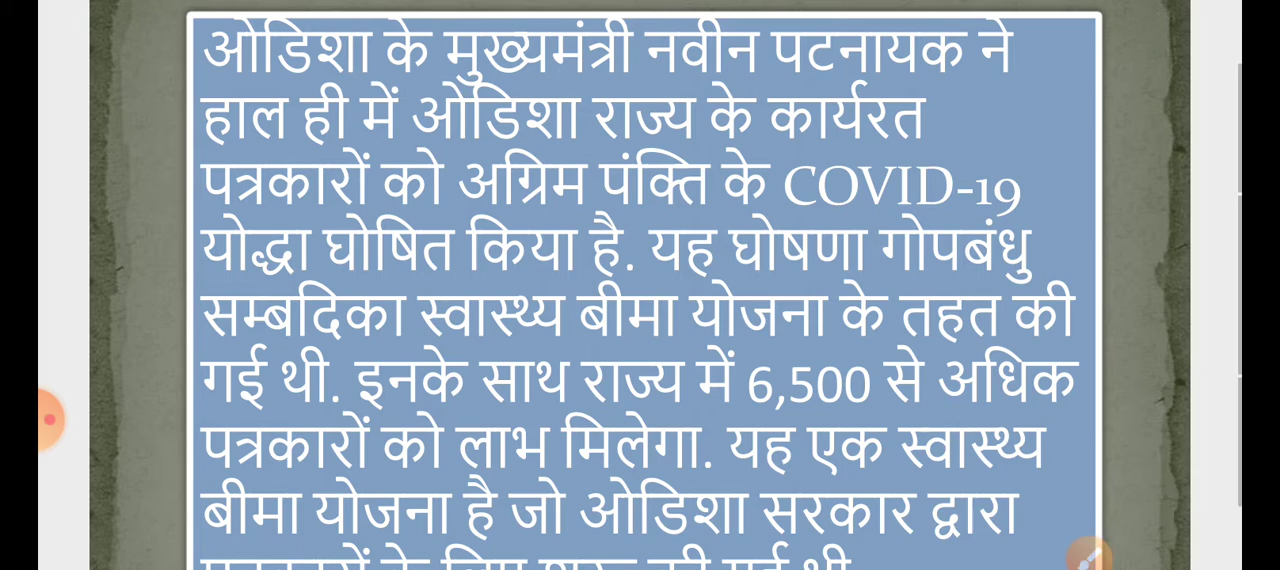 ओडिशा के मुख्यमंत्री नवीन पटनायक ने
हाल ही में ओडिशा राज्य के कार्यरत
पत्रकारों को अग्रिम पंक्ति के COVID-19
योद्धा घोषित किया है. यह घोषणा गोपबंधु
सम्बदिका स्वास्थ्य बीमा योजना के तहत की
गई थी. इनके साथ राज्य में 6,500 से अधिक
पत्रकारों को लाभ मिलेगा. यह एक स्वास्थ्य
बीमा योजना है जो ओडिशा सरकार द्वारा